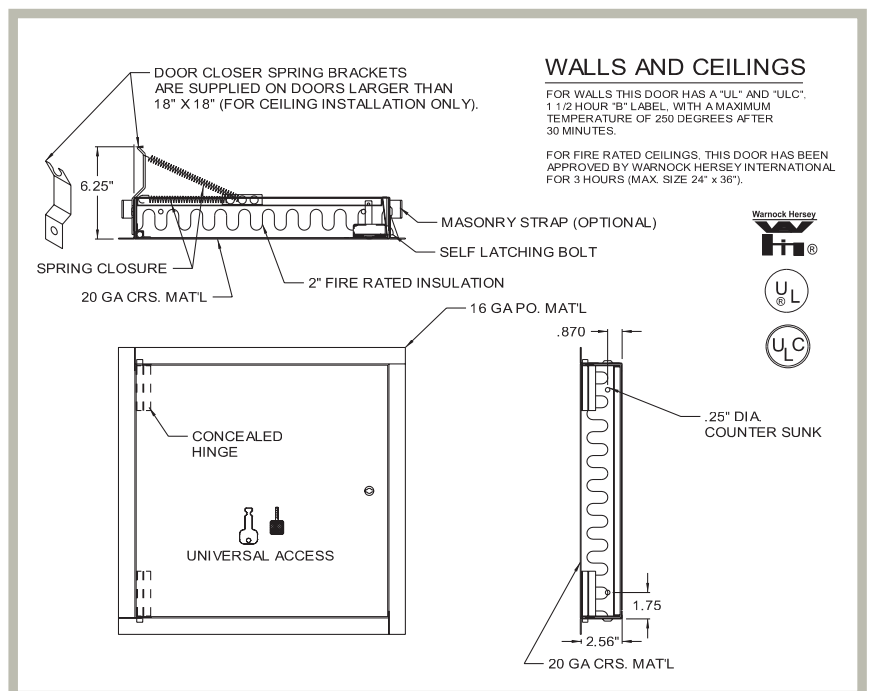 DOOR CLOSER SPRING BRACKETS
ARE SUPPLIED ON DOORS LARGER THAN
18" X 18" (FOR CEILING INSTALLATION ONLY).
WALLS AND CEILINGS
FOR WALLS THIS DOOR HAS A "UL" AND "ULC",
1 1/2 HOUR "B" LABEL, WITH A MAXIMUM
TEMPERATURE OF 250 DEGREES AFTER
30 MINUTES.
FOR FIRE RATED CEILINGS, THIS DOOR HAS BEEN
APPROVED BY WARNOCK HERSEY INTERNATIONAL
FOR 3 HOURS (MAX. SIZE 24" x 36").
6.25"
MASONRY STRAP (OPTIONAL)
SELF LATCHING BOLT
SPRING CLOSURE
2" FIRE RATED INSULATION
20 GA CRS. MAT'L
16 GA PO. MAT'L
Warnock Hersey
®
UL
®
ULC
.870
.25" DIA.
COUNTER SUNK
CONCEALED
HINGE
UNIVERSAL ACCESS
1.75
2.56"
20 GA CRS. MAT'L